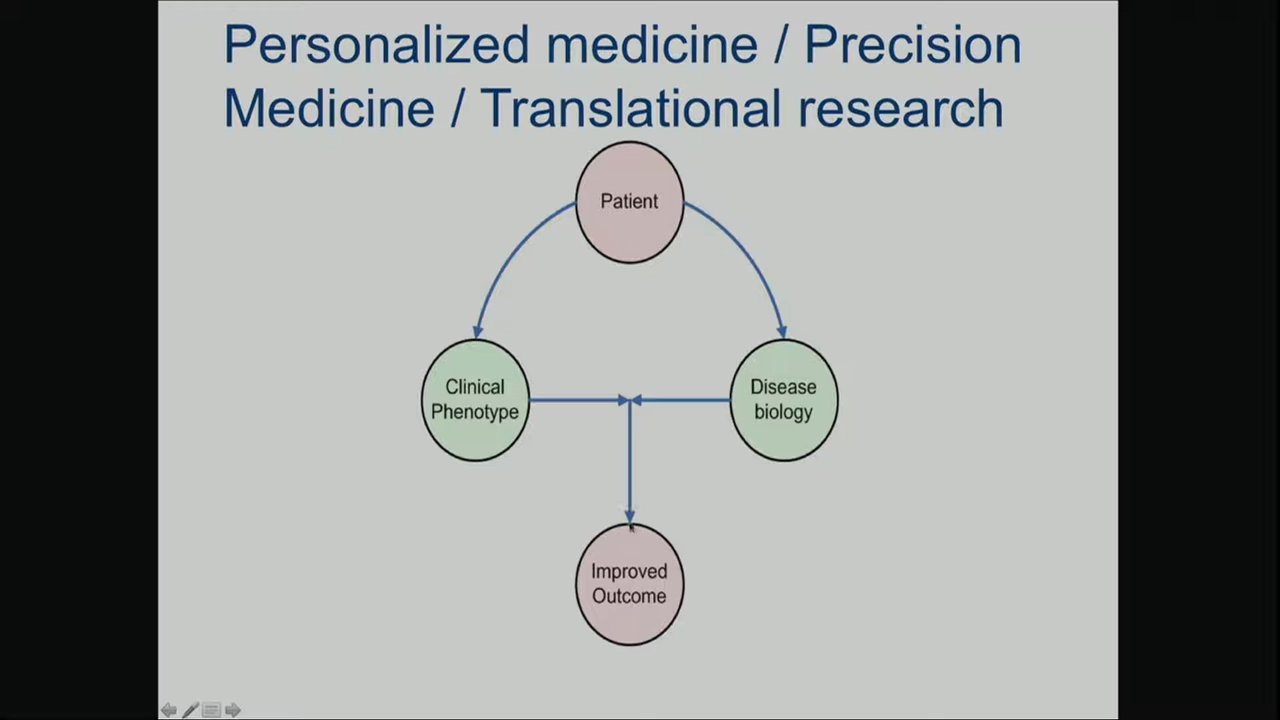 Personalized medicine / Precision
Medicine / Translational research
Patient
Clinical
Phenotype
Disease
biology
Improved
Outcome